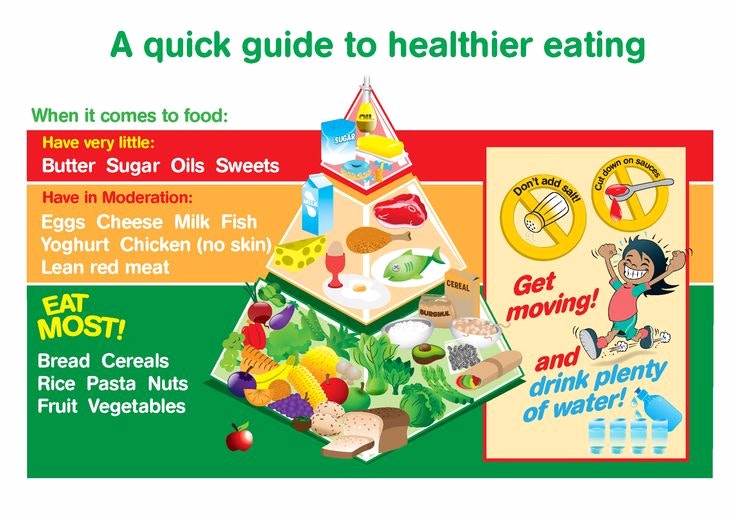 A quick guide to healthier eating
When it comes to food:
Have very little:
Butter Sugar Oils Sweets
Have in Moderation:
Eggs Cheese Milk Fish
Yoghurt Chicken (no skin)
Lean red meat
EAT
MOST!
Bread Cereals
Rice Pasta Nuts
Fruit Vegetables
OIL
SUGAR
CEREAL
BURGHUL
Don't add salt!
Cut down on sauces
Get
moving!
and
drink plenty
of water!